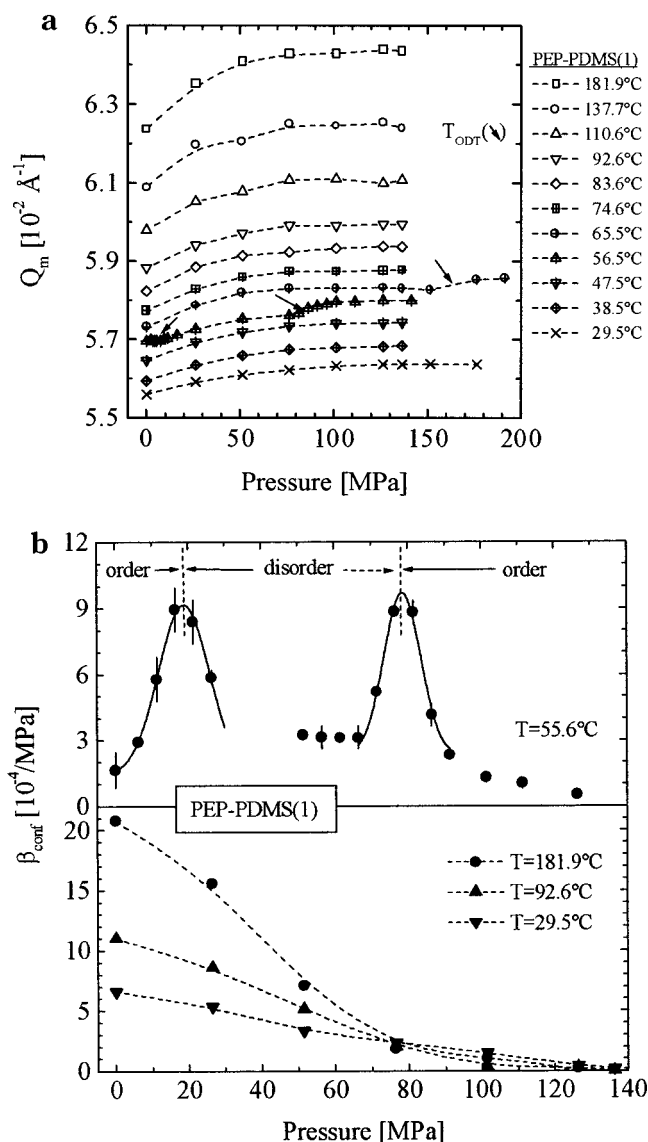 a
6.5
6.3
6.1
5.9
5.7
5.5
Q_m [10^-2 Å^-1]
0 50 100 150 200
Pressure [MPa]
T_ODT(↘)
PEP-PDMS(1)
181.9°C
137.7°C
110.6°C
92.6°C
83.6°C
74.6°C
65.5°C
56.5°C
47.5°C
38.5°C
29.5°C
b
12
9
6
3
0
order disorder order
T=55.6°C
PEP-PDMS(1)
β_conf [10^-4/MPa]
20
15
10
5
0
T=181.9°C
T=92.6°C
T=29.5°C
0 20 40 60 80 100 120 140
Pressure [MPa]